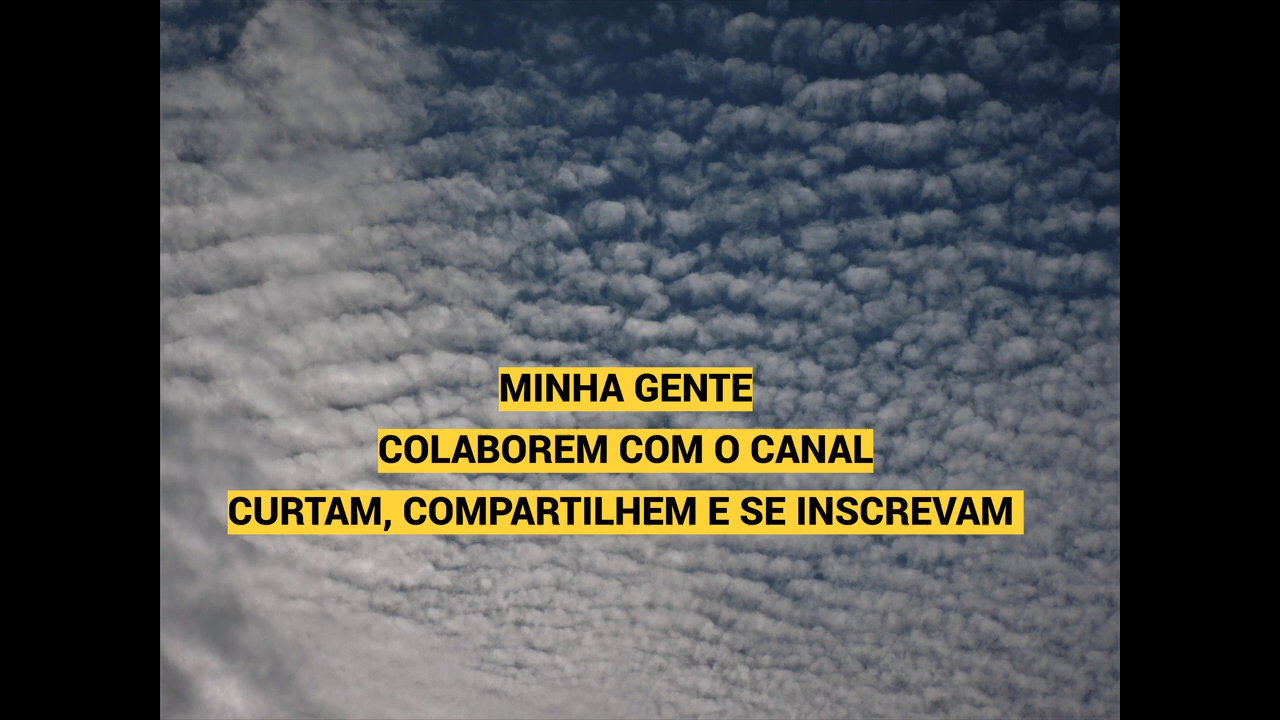 MINHA GENTE
COLABOREM COM O CANAL
CURTAM, COMPARTILHEM E SE INSCREVAM